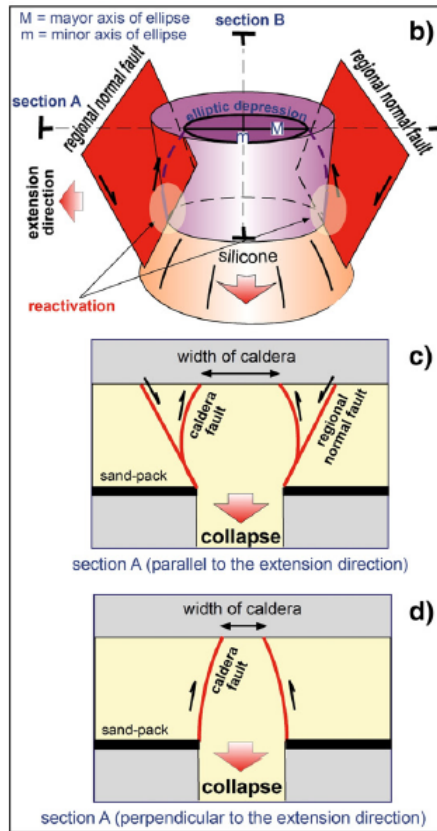 M = mayor axis of ellipse
m = minor axis of ellipse
section B
b)
section A
regional normal fault
regional normal fault
elliptic depression
M
m
extension
direction
silicone
reactivation
c)
width of caldera
caldera
fault
regional
normal fault
sand-pack
collapse
section A (parallel to the extension direction)
d)
width of caldera
caldera
fault
sand-pack
collapse
section A (perpendicular to the extension direction)